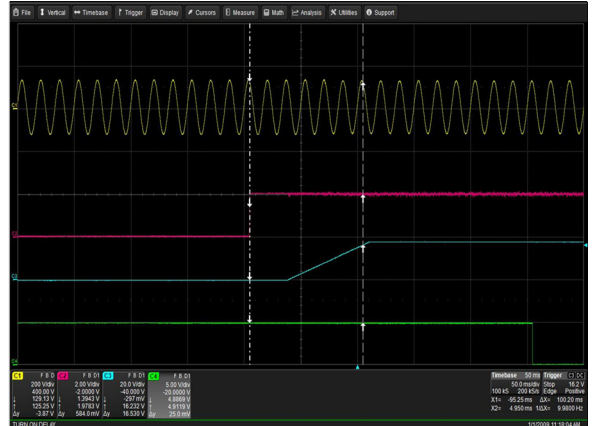 File Vertical Timebase Trigger Display Cursors Measure Math Analysis Utilities Support
C1 F B D C2 F B D1 C3 F B D1 C4 F B D1 Timebase 50 ms Trigger C3 DC
200 V/div 2.00 V/div 20.0 V/div 5.00 V/div 50.0 ms/div Stop 16.2 V
400.00 V -2.0000 V -40.000 V -20.0000 V 100 kS 200 kS/s Edge Positive
129.13 V 1.3943 V -297 mV 4.8869 V X1= -95.25 ms ΔX= 100.20 ms
125.25 V 1.9783 V 16.232 V 4.9119 V X2= 4.950 ms 1/ΔX= 9.9800 Hz
Δy -3.87 V Δy 584.0 mV Δy 16.530 V Δy 25.0 mV
TURN ON DELAY 1/1/2009 11:18:04 AM